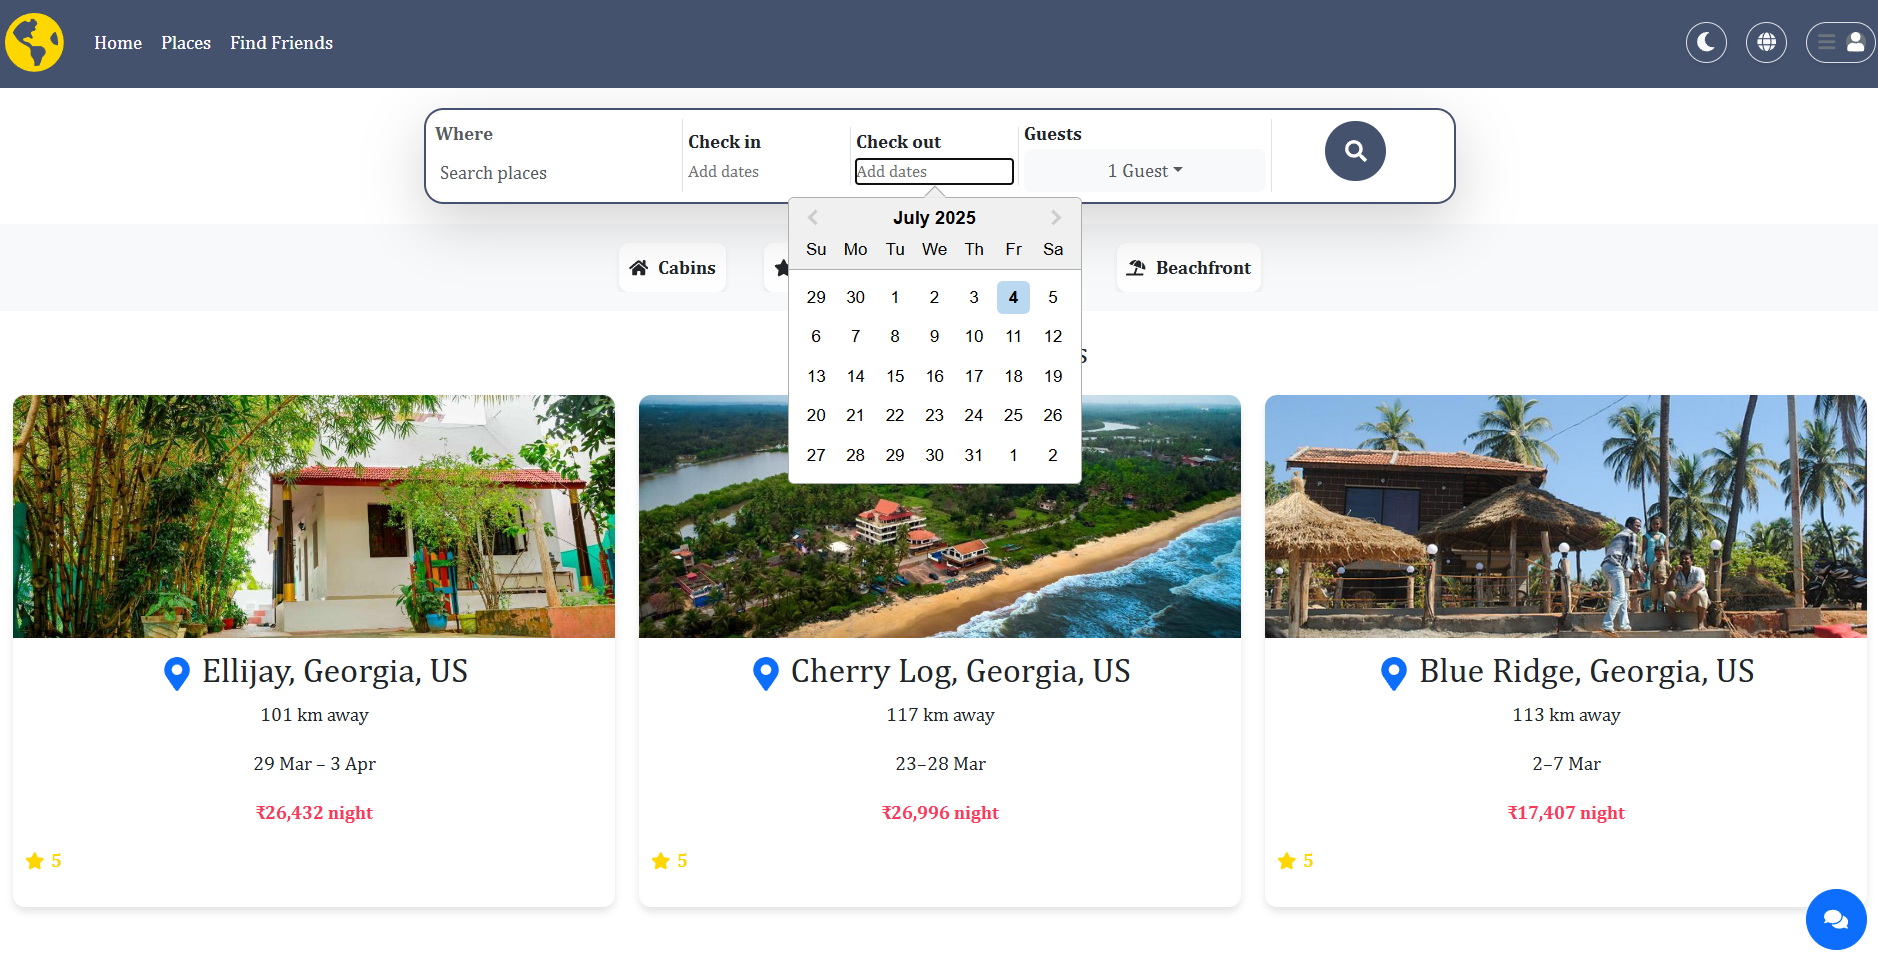 Home Places Find Friends
Where
Search places
Check in
Add dates
Check out
Add dates
Guests
1 Guest
July 2025
Su Mo Tu We Th Fr Sa
29 30 1 2 3 4 5
6 7 8 9 10 11 12
13 14 15 16 17 18 19
20 21 22 23 24 25 26
27 28 29 30 31 1 2
Cabins
Beachfront
Ellijay, Georgia, US
101 km away
29 Mar – 3 Apr
₹26,432 night
5
Cherry Log, Georgia, US
117 km away
23–28 Mar
₹26,996 night
5
Blue Ridge, Georgia, US
113 km away
2–7 Mar
₹17,407 night
5